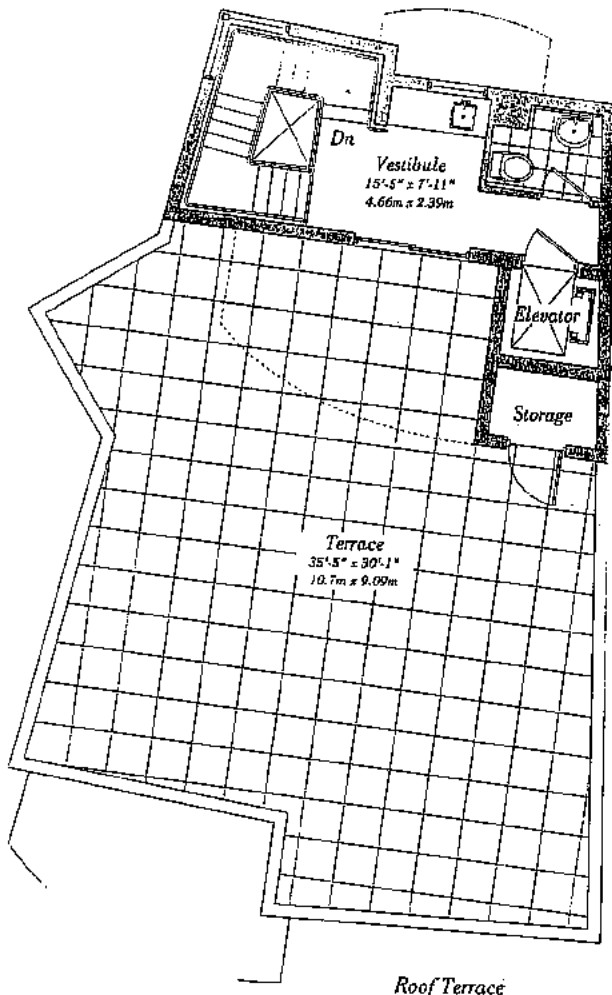 Dn
Vestibule
15'-5" x 7'-11"
4.66m x 2.39m
Elevator
Storage
Terrace
35'-5" x 30'-1"
10.7m x 9.09m
Roof Terrace